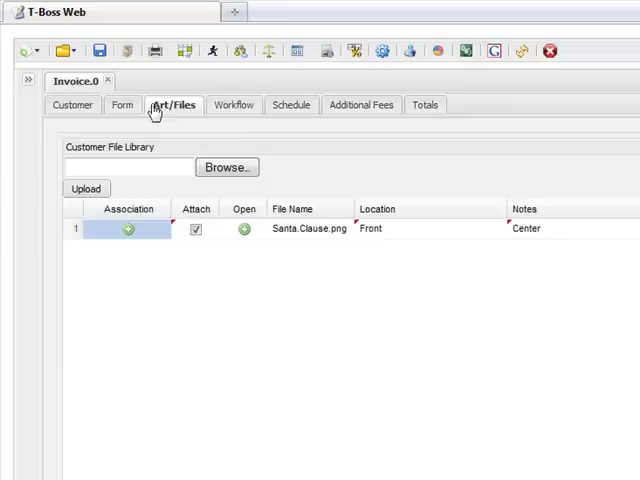 T-Boss Web
Invoice.0
Customer Form Art/Files Workflow Schedule Additional Fees Totals
Customer File Library
Browse..
Upload
Association Attach Open File Name Location Notes
1 Santa.Clause.png Front Center